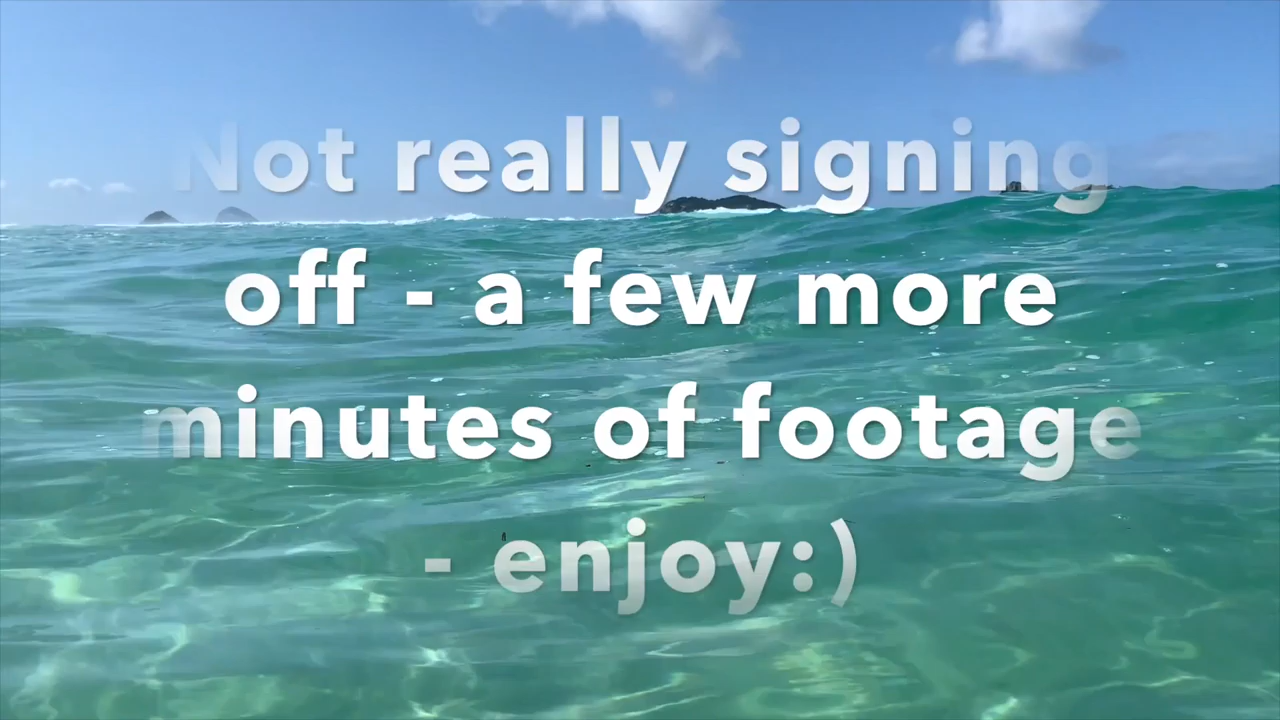 Not really signing
off - a few more
minutes of footage
- enjoy:)